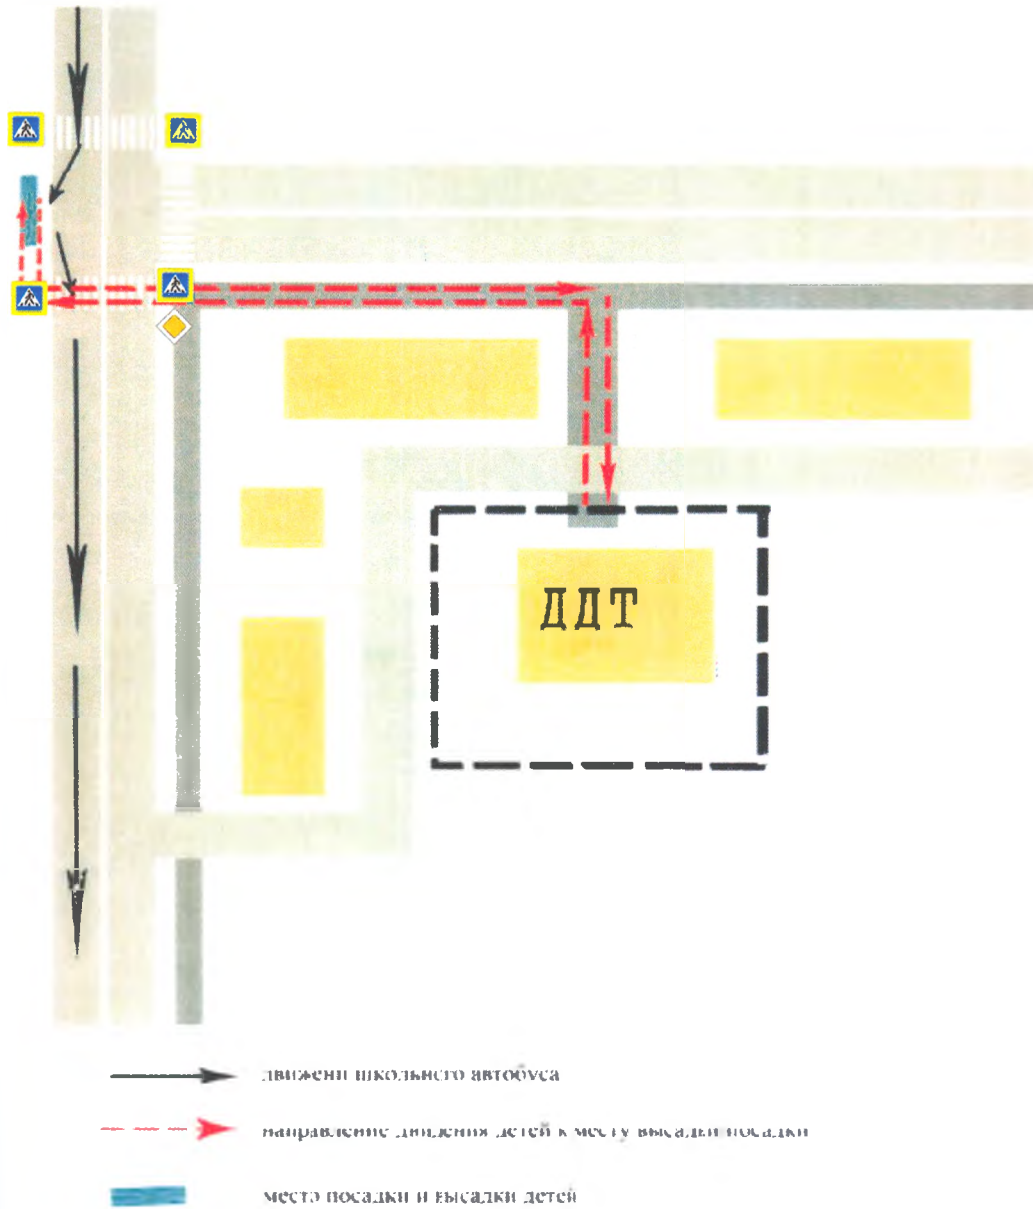 ДДТ
движени школьного автобуса
направление движения детей к месту высадки посадки
место посадки и высадки детей